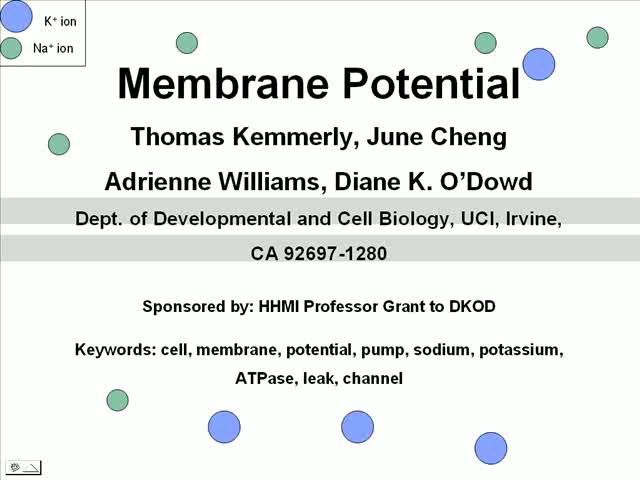 K⁺ ion
Na⁺ ion
Membrane Potential
Thomas Kemmerly, June Cheng
Adrienne Williams, Diane K. O’Dowd
Dept. of Developmental and Cell Biology, UCI, Irvine,
CA 92697-1280
Sponsored by: HHMI Professor Grant to DKOD
Keywords: cell, membrane, potential, pump, sodium, potassium,
ATPase, leak, channel